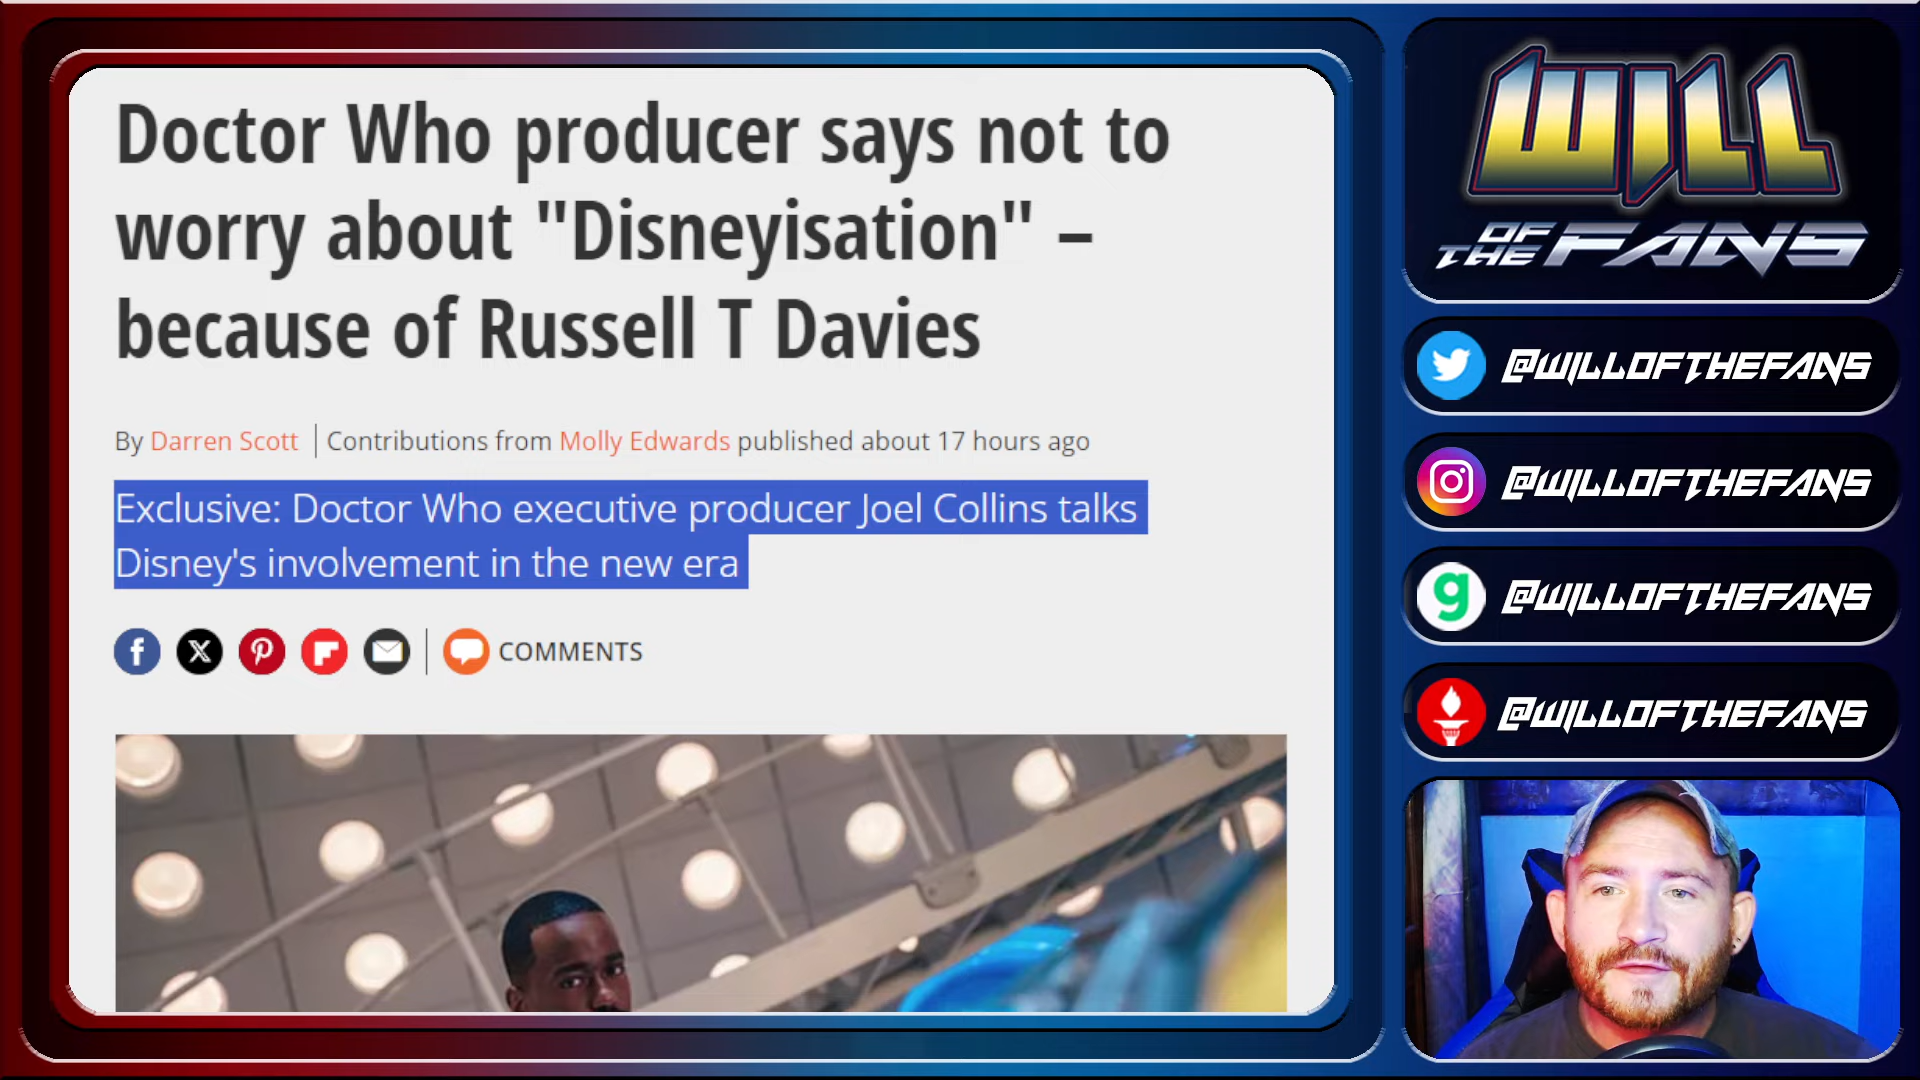 Doctor Who producer says not to
worry about "Disneyisation" –
because of Russell T Davies
By Darren Scott | Contributions from Molly Edwards published about 17 hours ago
Exclusive: Doctor Who executive producer Joel Collins talks
Disney's involvement in the new era
COMMENTS
WILL
OF THE FANS
@WILLOFTHEFANS
@WILLOFTHEFANS
@WILLOFTHEFANS
@WILLOFTHEFANS